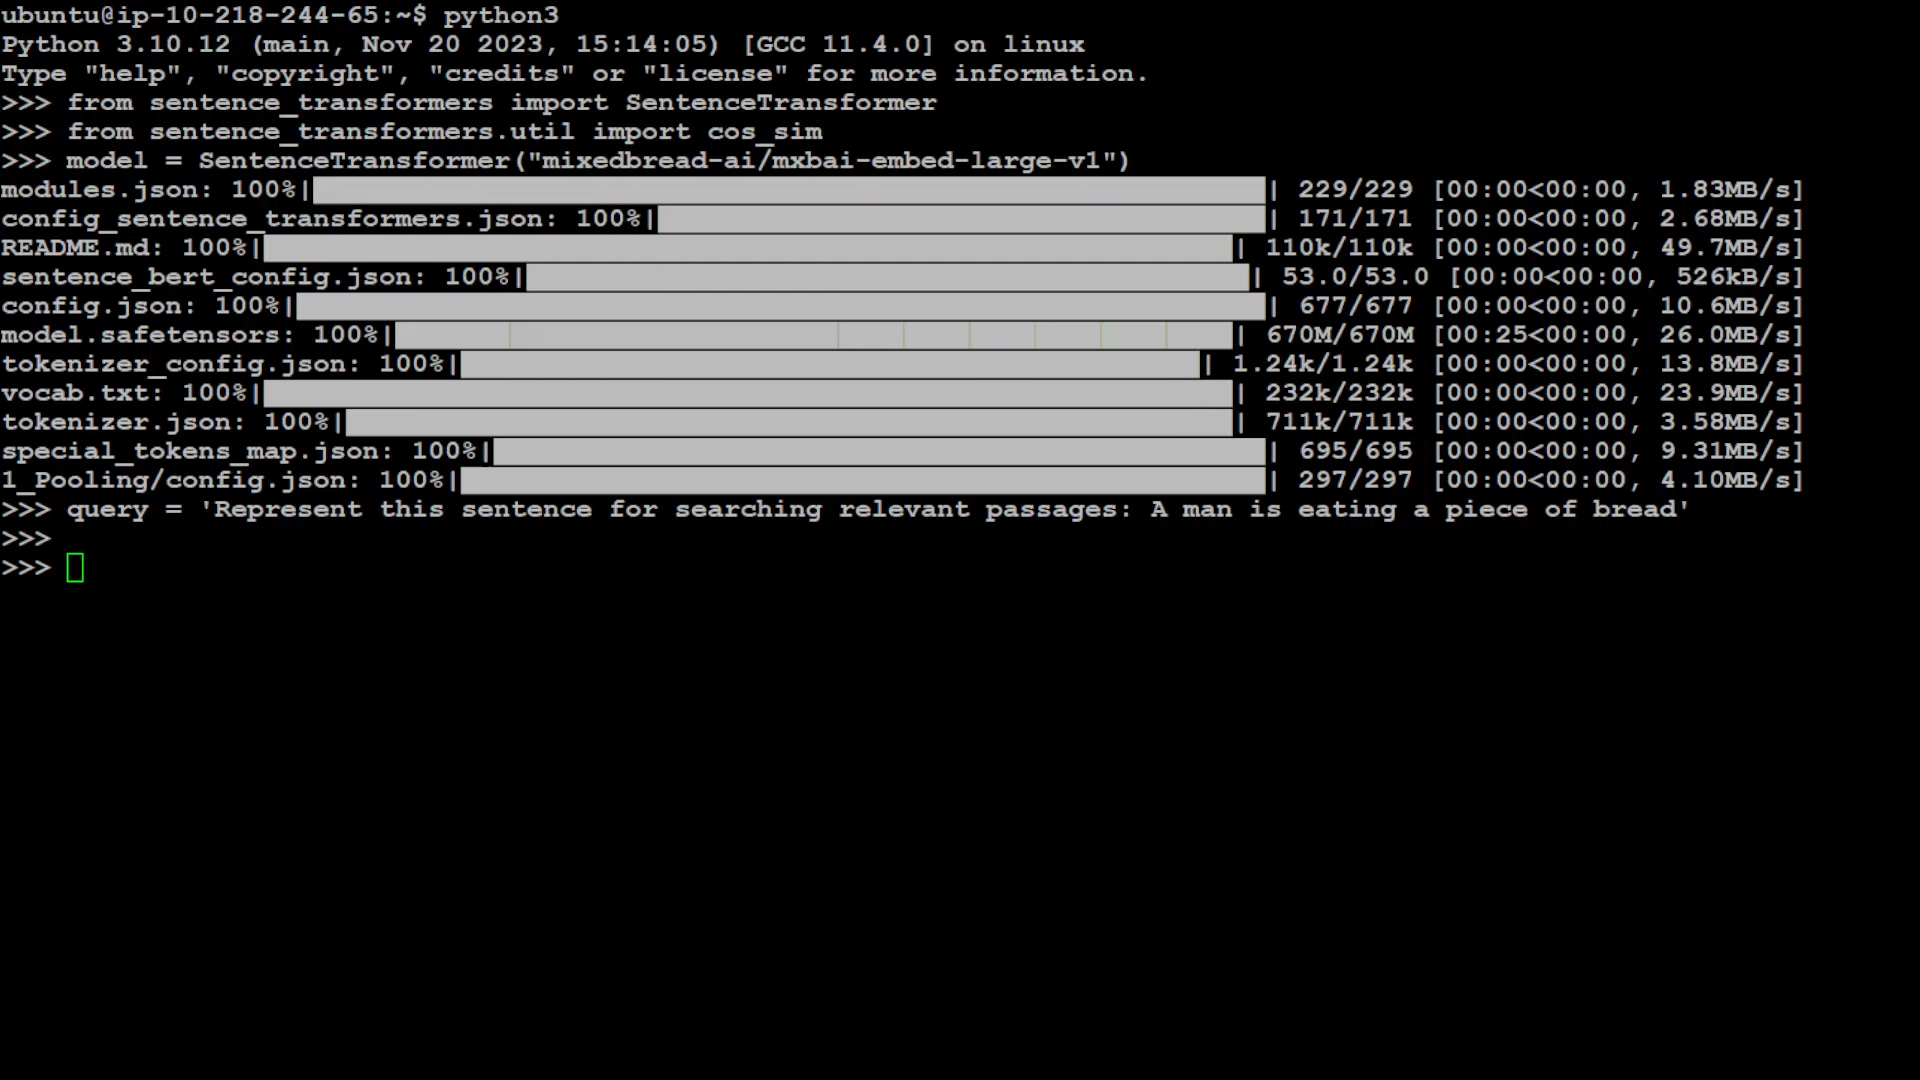 ubuntu@ip-10-218-244-65:~$ python3
Python 3.10.12 (main, Nov 20 2023, 15:14:05) [GCC 11.4.0] on linux
Type "help", "copyright", "credits" or "license" for more information.
>>> from sentence_transformers import SentenceTransformer
>>> from sentence_transformers.util import cos_sim
>>> model = SentenceTransformer("mixedbread-ai/mxbai-embed-large-v1")
modules.json: 100%| | 229/229 [00:00<00:00, 1.83MB/s]
config_sentence_transformers.json: 100%| | 171/171 [00:00<00:00, 2.68MB/s]
README.md: 100%| | 110k/110k [00:00<00:00, 49.7MB/s]
sentence_bert_config.json: 100%| | 53.0/53.0 [00:00<00:00, 526kB/s]
config.json: 100%| | 677/677 [00:00<00:00, 10.6MB/s]
model.safetensors: 100%| | 670M/670M [00:25<00:00, 26.0MB/s]
tokenizer_config.json: 100%| | 1.24k/1.24k [00:00<00:00, 13.8MB/s]
vocab.txt: 100%| | 232k/232k [00:00<00:00, 23.9MB/s]
tokenizer.json: 100%| | 711k/711k [00:00<00:00, 3.58MB/s]
special_tokens_map.json: 100%| | 695/695 [00:00<00:00, 9.31MB/s]
1_Pooling/config.json: 100%| | 297/297 [00:00<00:00, 4.10MB/s]
>>> query = 'Represent this sentence for searching relevant passages: A man is eating a piece of bread'
>>>
>>>